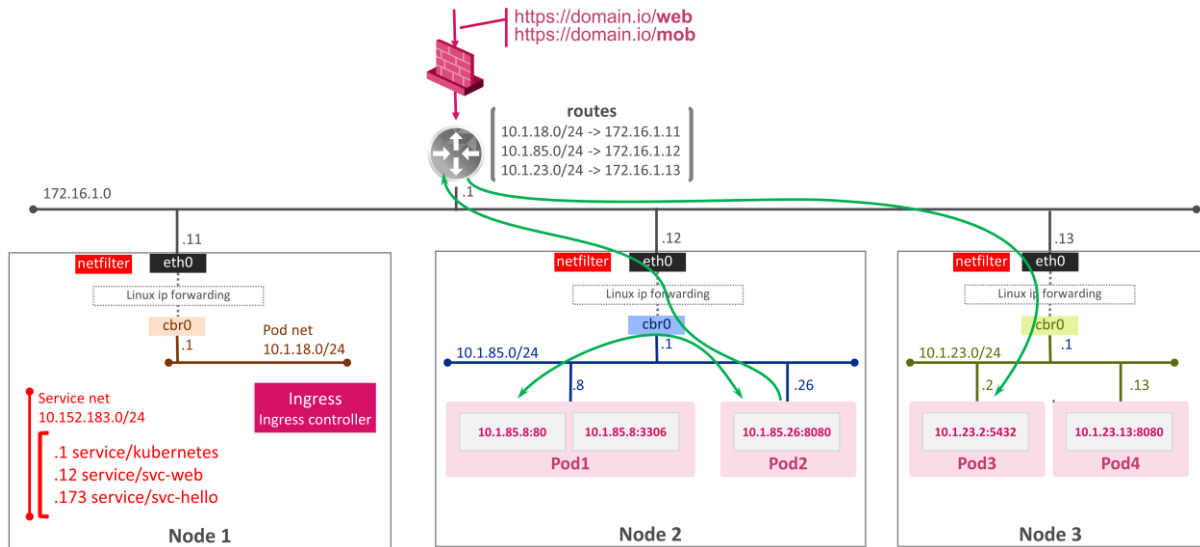 https://domain.io/web
https://domain.io/mob
routes
10.1.18.0/24 -> 172.16.1.11
10.1.85.0/24 -> 172.16.1.12
10.1.23.0/24 -> 172.16.1.13
172.16.1.0
.1
.11
.12
.13
netfilter
eth0
netfilter
eth0
netfilter
eth0
Linux ip forwarding
Linux ip forwarding
Linux ip forwarding
cbr0
cbr0
cbr0
.1
Pod net
10.1.18.0/24
10.1.85.0/24
.1
10.1.23.0/24
.1
.8
.26
.2
.13
Service net
10.152.183.0/24
.1 service/kubernetes
.12 service/svc-web
.173 service/svc-hello
Ingress
Ingress controller
10.1.85.8:80
10.1.85.8:3306
10.1.85.26:8080
10.1.23.2:5432
10.1.23.13:8080
Pod1
Pod2
Pod3
Pod4
Node 1
Node 2
Node 3